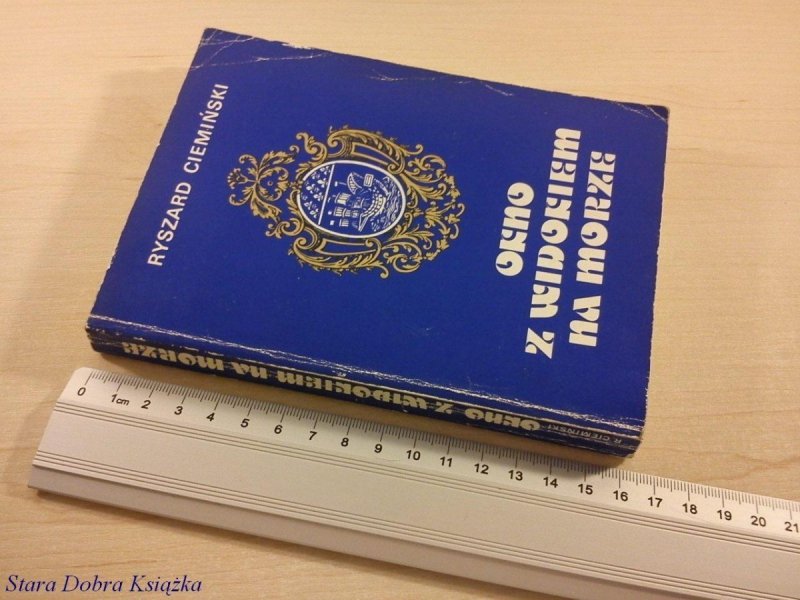 RYSZARD CIEMIŃSKI
OKNO
Z WIDOKIEM
NA MORZE
R. CIEMIŃSKI OKNO Z WIDOKIEM NA MORZE
0 1cm 2 3 4 5 6 7 8 9 10 11 12 13 14 15 16 17 18 19 20 21
Stara Dobra Książka